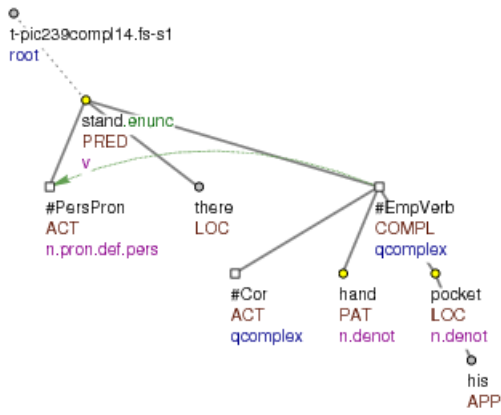 t-pic239compl14.fs-s1
root
stand.enunc
PRED
v
#PersPron
ACT
n.pron.def.pers
there
LOC
#EmpVerb
COMPL
qcomplex
#Cor
ACT
qcomplex
hand
PAT
n.denot
pocket
LOC
n.denot
his
APP